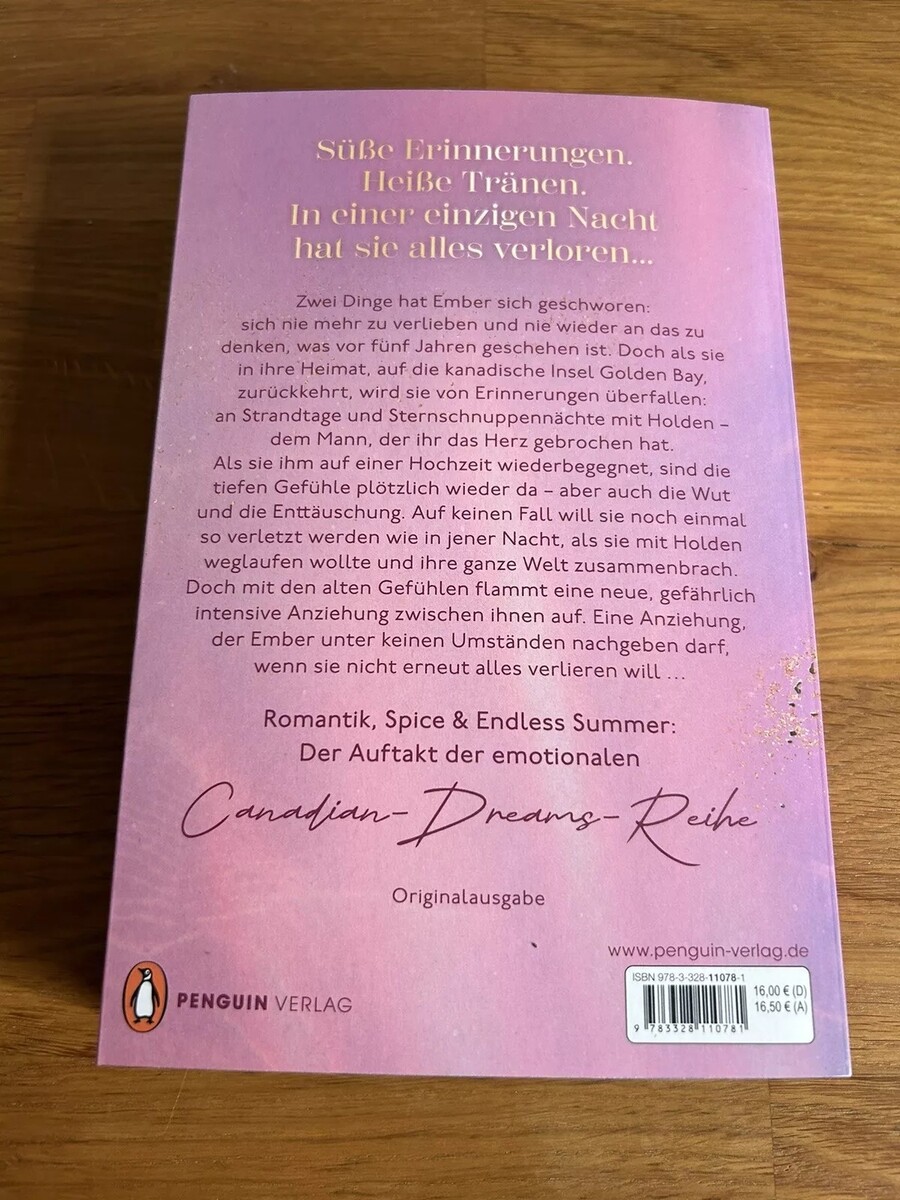 Süße Erinnerungen.
Heiße Tränen.
In einer einzigen Nacht
hat sie alles verloren...
Zwei Dinge hat Ember sich geschworen:
sich nie mehr zu verlieben und nie wieder an das zu
denken, was vor fünf Jahren geschehen ist. Doch als sie
in ihre Heimat, auf die kanadische Insel Golden Bay,
zurückkehrt, wird sie von Erinnerungen überfallen:
an Strandtage und Sternschnuppennächte mit Holden –
dem Mann, der ihr das Herz gebrochen hat.
Als sie ihm auf einer Hochzeit wiederbegegnet, sind die
tiefen Gefühle plötzlich wieder da – aber auch die Wut
und die Enttäuschung. Auf keinen Fall will sie noch einmal
so verletzt werden wie in jener Nacht, als sie mit Holden
weglaufen wollte und ihre ganze Welt zusammenbrach.
Doch mit den alten Gefühlen flammt eine neue, gefährlich
intensive Anziehung zwischen ihnen auf. Eine Anziehung,
der Ember unter keinen Umständen nachgeben darf,
wenn sie nicht erneut alles verlieren will ...
Romantik, Spice & Endless Summer:
Der Auftakt der emotionalen
Canadian-Dreams-Reihe
Originalausgabe
www.penguin-verlag.de
PENGUIN VERLAG
ISBN 978-3-328-11078-1
16,00 € (D)
16,50 € (A)
9 783328 110781